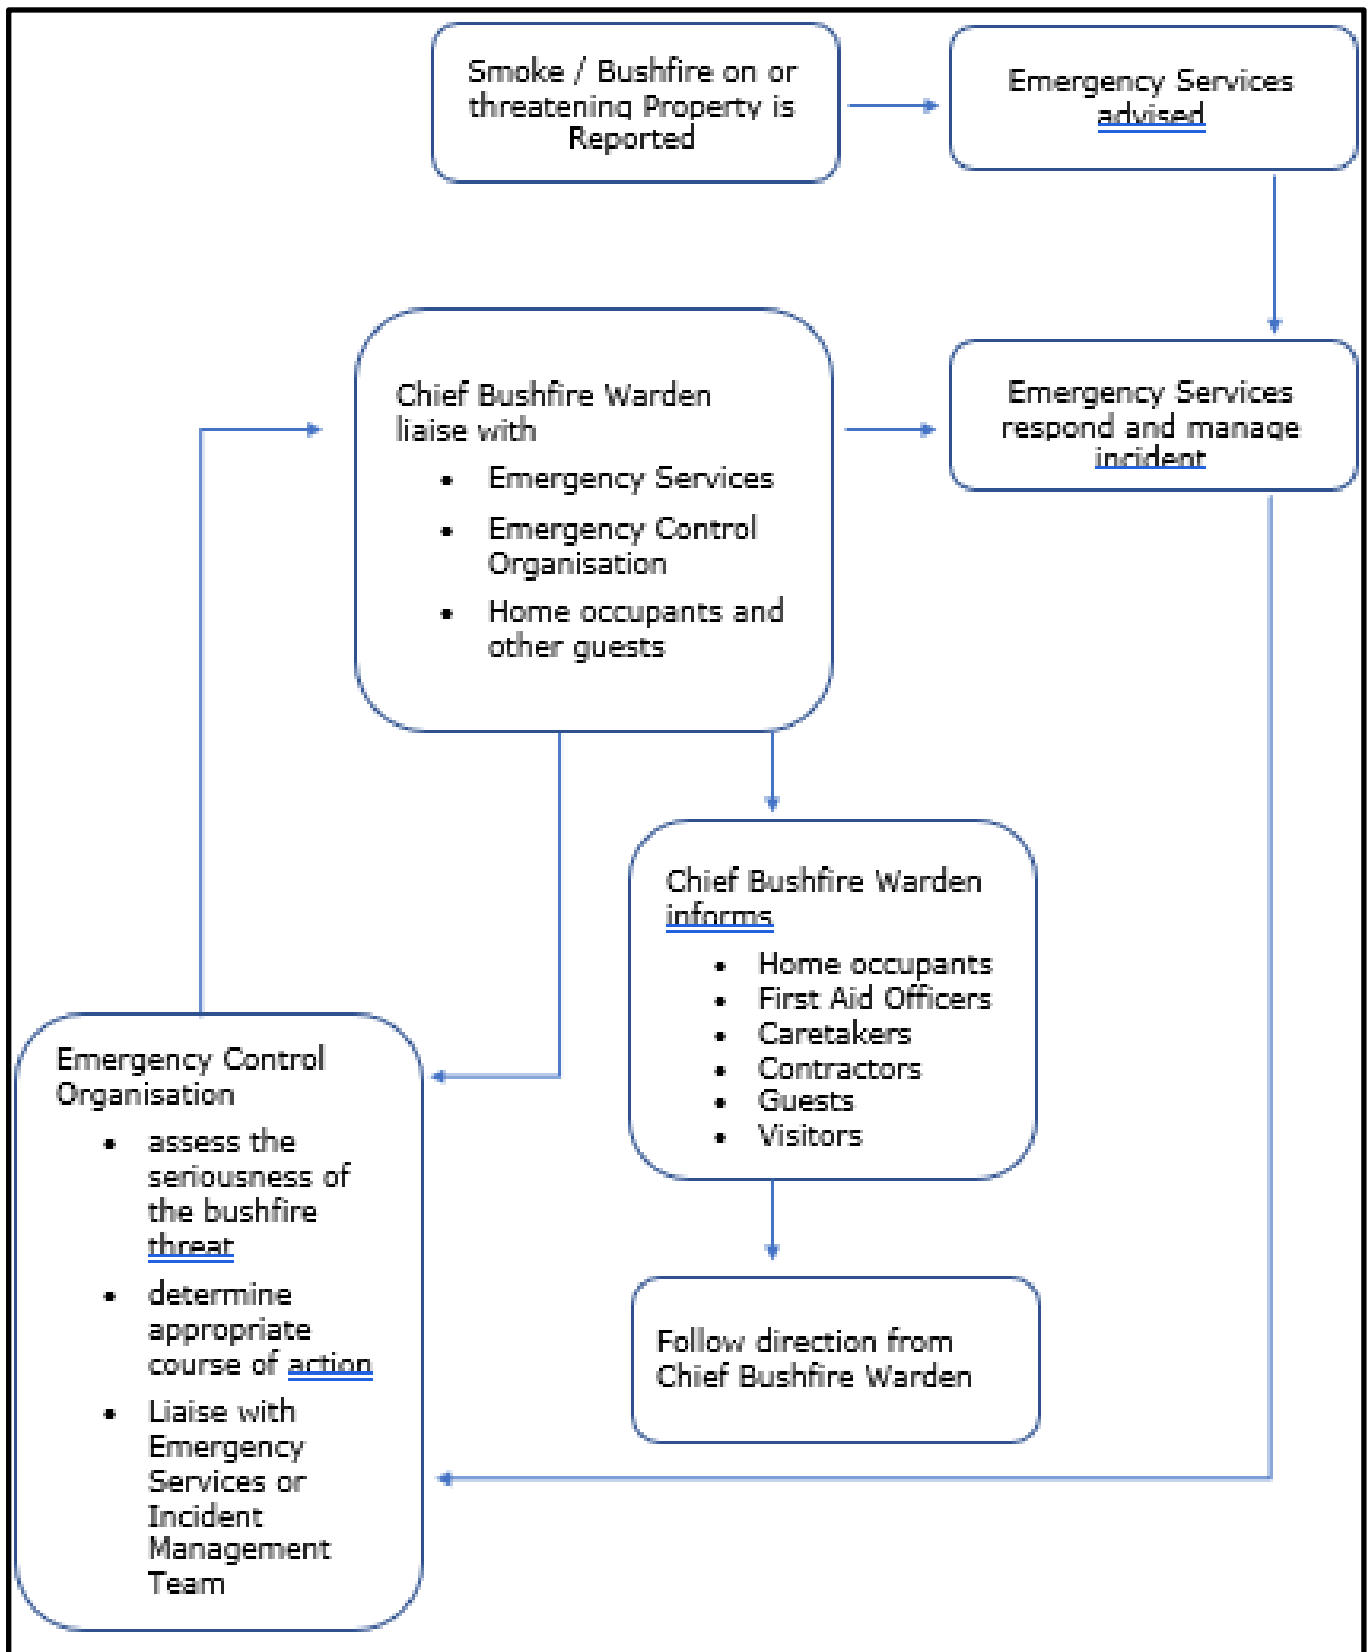 Smoke / Bushfire on or
threatening Property is
Reported
Emergency Services
advised
Chief Bushfire Warden
liaise with
• Emergency Services
• Emergency Control
Organisation
• Home occupants and
other guests
Emergency Services
respond and manage
incident
Chief Bushfire Warden
informs
• Home occupants
• First Aid Officers
• Caretakers
• Contractors
• Guests
• Visitors
Emergency Control
Organisation
• assess the
seriousness of
the bushfire
threat
• determine
appropriate
course of action
• Liaise with
Emergency
Services or
Incident
Management
Team
Follow direction from
Chief Bushfire Warden